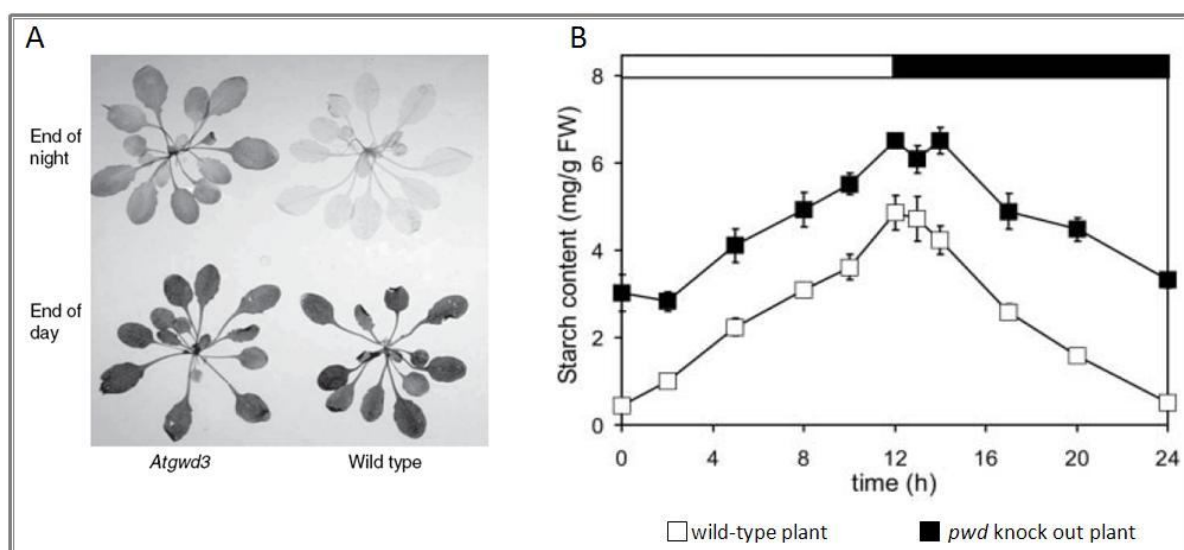 A
End of
night
End of
day
Atgwd3
Wild type
B
Starch content (mg/g FW)
8
6
4
2
0
0
4
8
12
16
20
24
time (h)
wild-type plant
pwd knock out plant